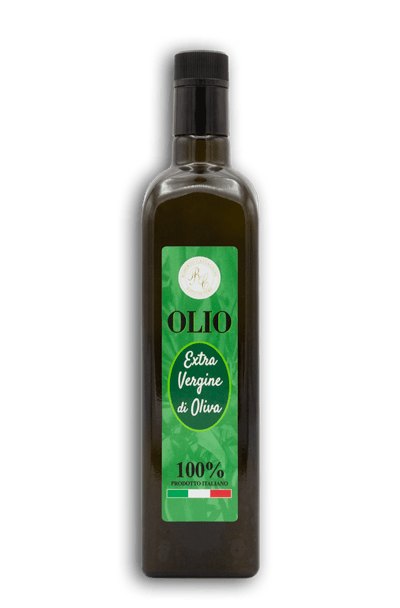 OLIO
Extra
Vergine
di Oliva
100%
PRODOTTO ITALIANO